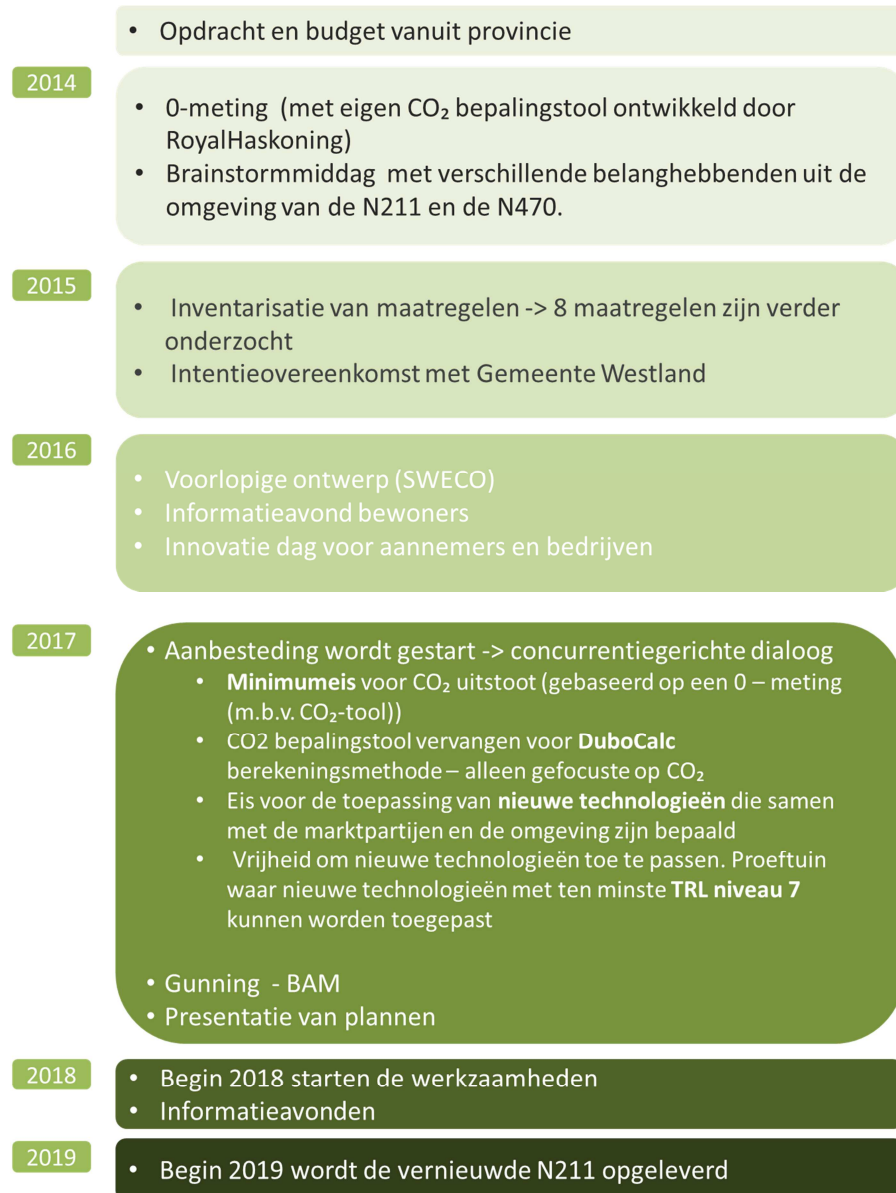 • Opdracht en budget vanuit provincie
2014
• 0-meting (met eigen CO₂ bepalingstool ontwikkeld door
RoyalHaskoning)
• Brainstormmiddag met verschillende belanghebbenden uit de
omgeving van de N211 en de N470.
2015
• Inventarisatie van maatregelen -> 8 maatregelen zijn verder
onderzocht
• Intentieovereenkomst met Gemeente Westland
2016
• Voorlopige ontwerp (SWECO)
• Informatieavond bewoners
• Innovatie dag voor aannemers en bedrijven
2017
• Aanbesteding wordt gestart -> concurrentiegerichte dialoog
• Minimumeis voor CO₂ uitstoot (gebaseerd op een 0 – meting
(m.b.v. CO₂-tool))
• CO2 bepalingstool vervangen voor DuboCalc
berekeningsmethode – alleen gefocuste op CO₂
• Eis voor de toepassing van nieuwe technologieën die samen
met de marktpartijen en de omgeving zijn bepaald
• Vrijheid om nieuwe technologieën toe te passen. Proeftuin
waar nieuwe technologieën met ten minste TRL niveau 7
kunnen worden toegepast
• Gunning - BAM
• Presentatie van plannen
2018
• Begin 2018 starten de werkzaamheden
• Informatieavonden
2019
• Begin 2019 wordt de vernieuwde N211 opgeleverd